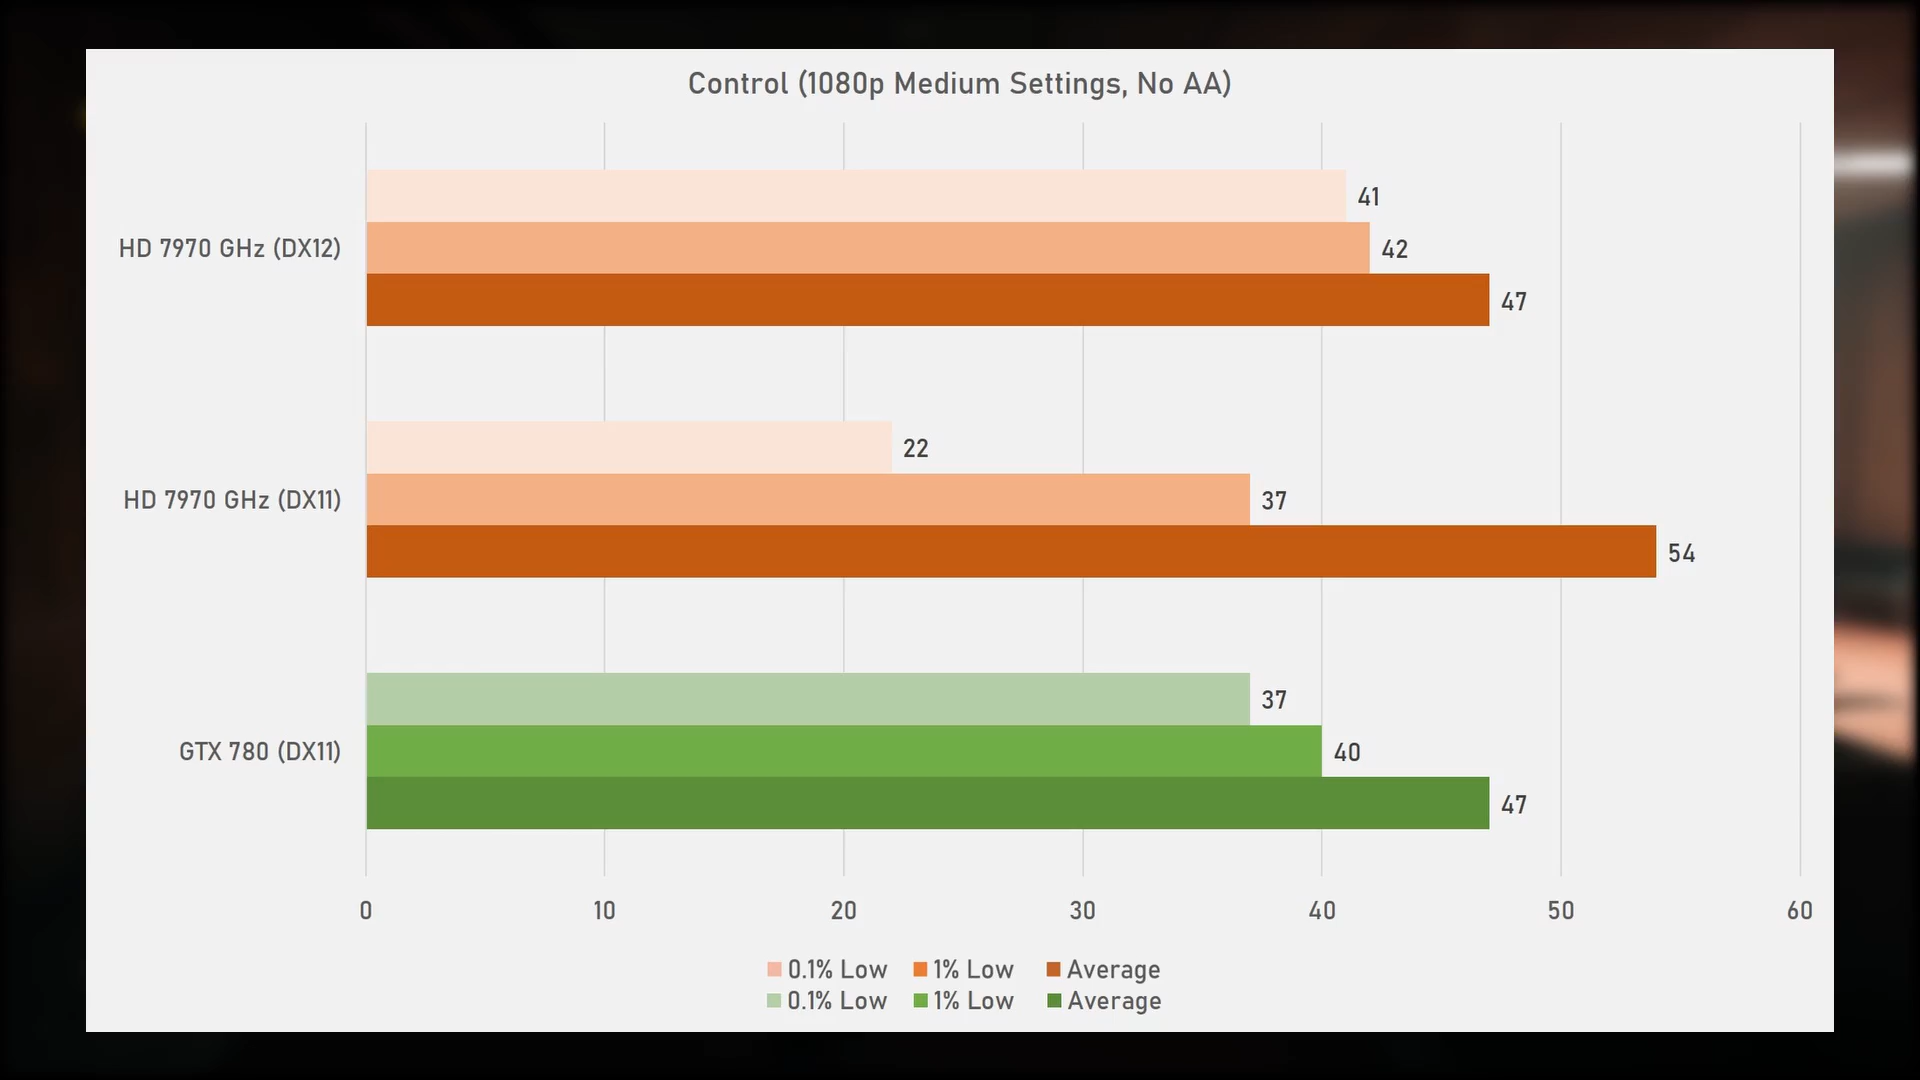 Control (1080p Medium Settings, No AA)
HD 7970 GHz (DX12)
41
42
47
HD 7970 GHz (DX11)
22
37
54
GTX 780 (DX11)
37
40
47
0 10 20 30 40 50 60
0.1% Low 1% Low Average
0.1% Low 1% Low Average